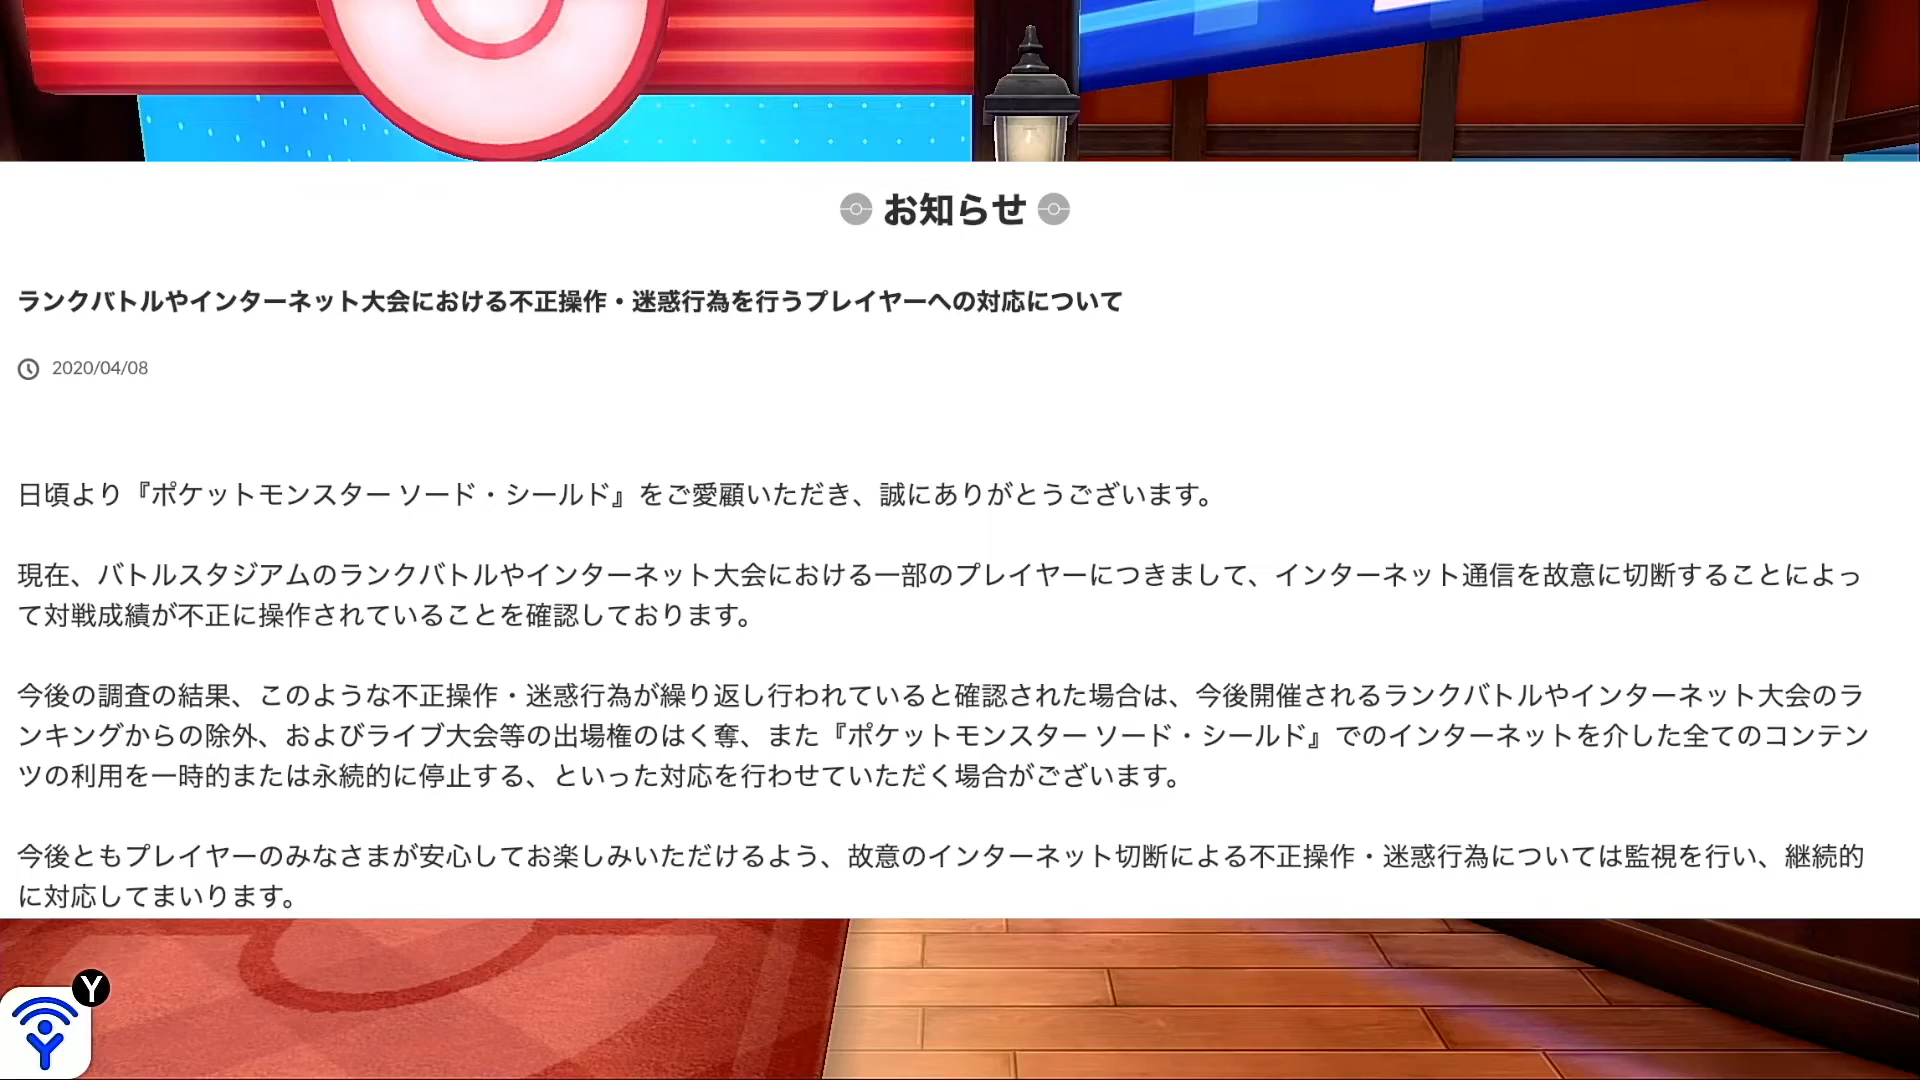 お知らせ
ランクバトルやインターネット大会における不正操作・迷惑行為を行うプレイヤーへの対応について
2020/04/08
日頃より『ポケットモンスター ソード・シールド』をご愛顧いただき、誠にありがとうございます。
現在、バトルスタジアムのランクバトルやインターネット大会における一部のプレイヤーにつきまして、インターネット通信を故意に切断することによっ
て対戦成績が不正に操作されていることを確認しております。
今後の調査の結果、このような不正操作・迷惑行為が繰り返し行われていると確認された場合は、今後開催されるランクバトルやインターネット大会のラ
ンキングからの除外、およびライブ大会等の出場権のはく奪、また『ポケットモンスター ソード・シールド』でのインターネットを介した全てのコンテン
ツの利用を一時的または永続的に停止する、といった対応を行わせていただく場合がございます。
今後ともプレイヤーのみなさまが安心してお楽しみいただけるよう、故意のインターネット切断による不正操作・迷惑行為については監視を行い、継続的
に対応してまいります。
Y